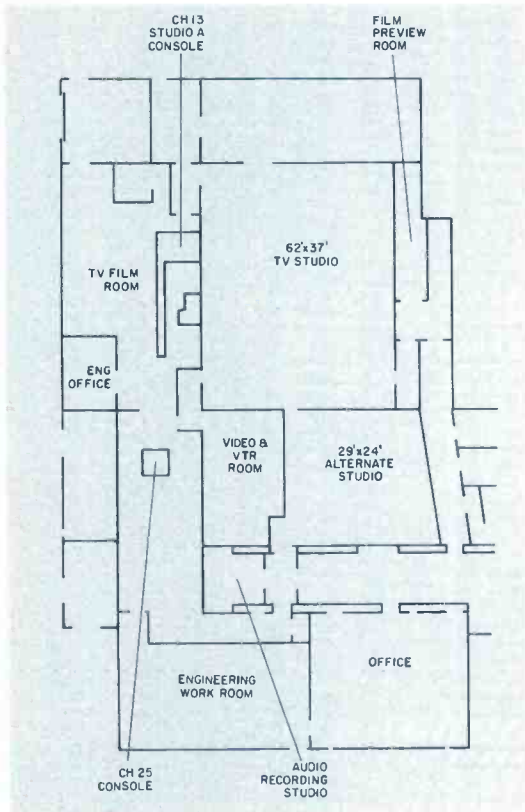 CH 13
STUDIO A
CONSOLE
FILM
PREVIEW
ROOM
62'x37'
TV STUDIO
TV FILM
ROOM
ENG
OFFICE
VIDEO &
VTR
ROOM
29'x24'
ALTERNATE
STUDIO
OFFICE
ENGINEERING
WORK ROOM
CH 25
CONSOLE
AUDIO
RECORDING
STUDIO